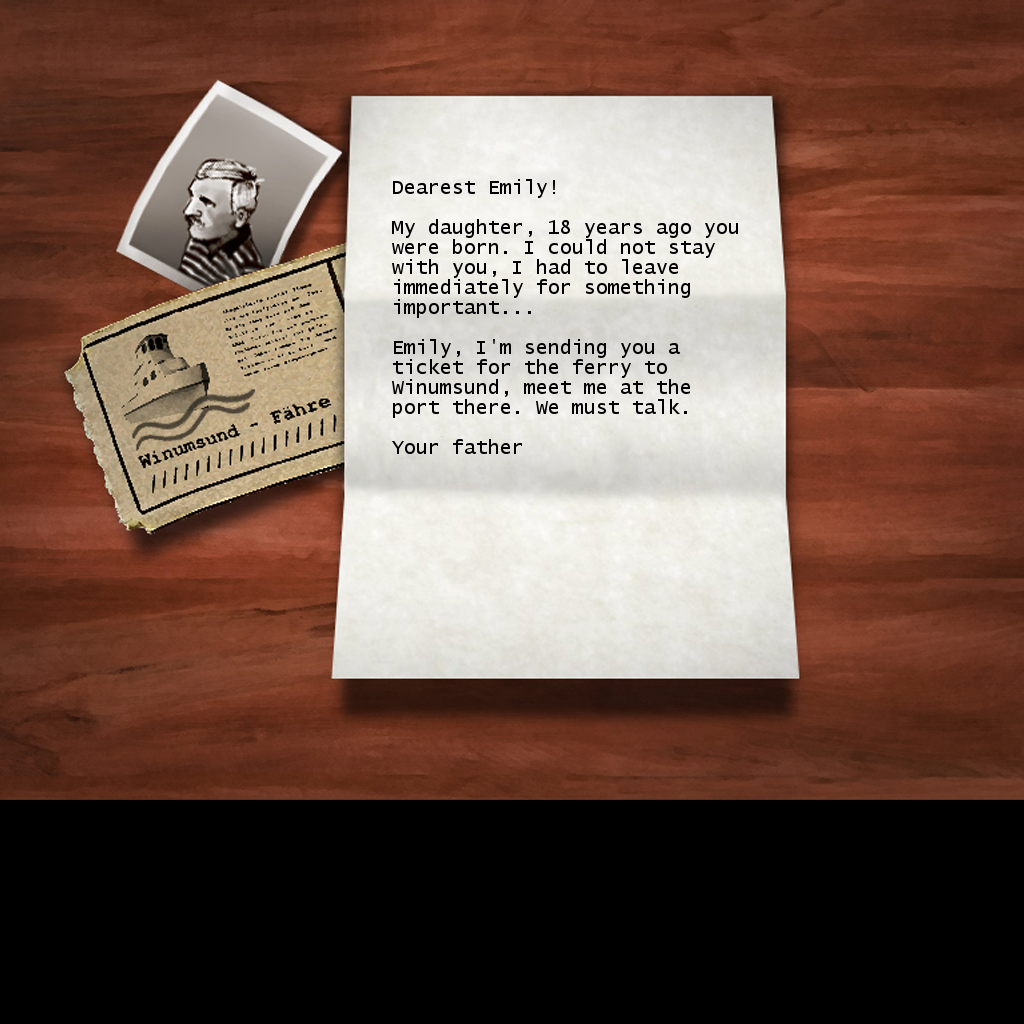 Dearest Emily!
My daughter, 18 years ago you
were born. I could not stay
with you, I had to leave
immediately for something
important...
Emily, I'm sending you a
ticket for the ferry to
Winumsund, meet me at the
port there. We must talk.
Your father
Winumsund - Fähre